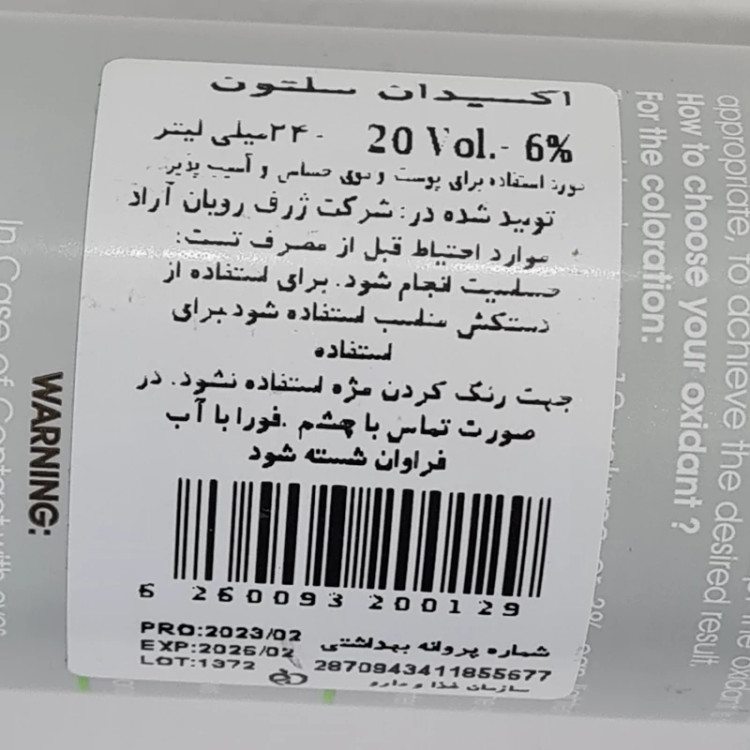 اکسیدان سلتون
20 Vol.- 6% ۲۴۰میلی لیتر
مورد استفاده برای پوست و موی حساس و آسیب پذیر
تولید شده در: شرکت ژرف رویان آراد
موارد احتیاط قبل از مصرف تست:
حساسیت انجام شود. برای استفاده از
دستکش مناسب استفاده شود.برای
استفاده
جهت رنگ کردن مژه استفاده نشود. در
صورت تماس با چشم .فورا با آب
فراوان شسته شود
6 260093 200129
PRO:2023/02
EXP:2026/02
LOT:1372
شماره پروانه بهداشتی
2870943411855677
سازمان غذا و دارو
appropriate, to achieve the desired result.
How to choose your oxidant ?
For the coloration:
WARNING:
In Case of Contact with eyes